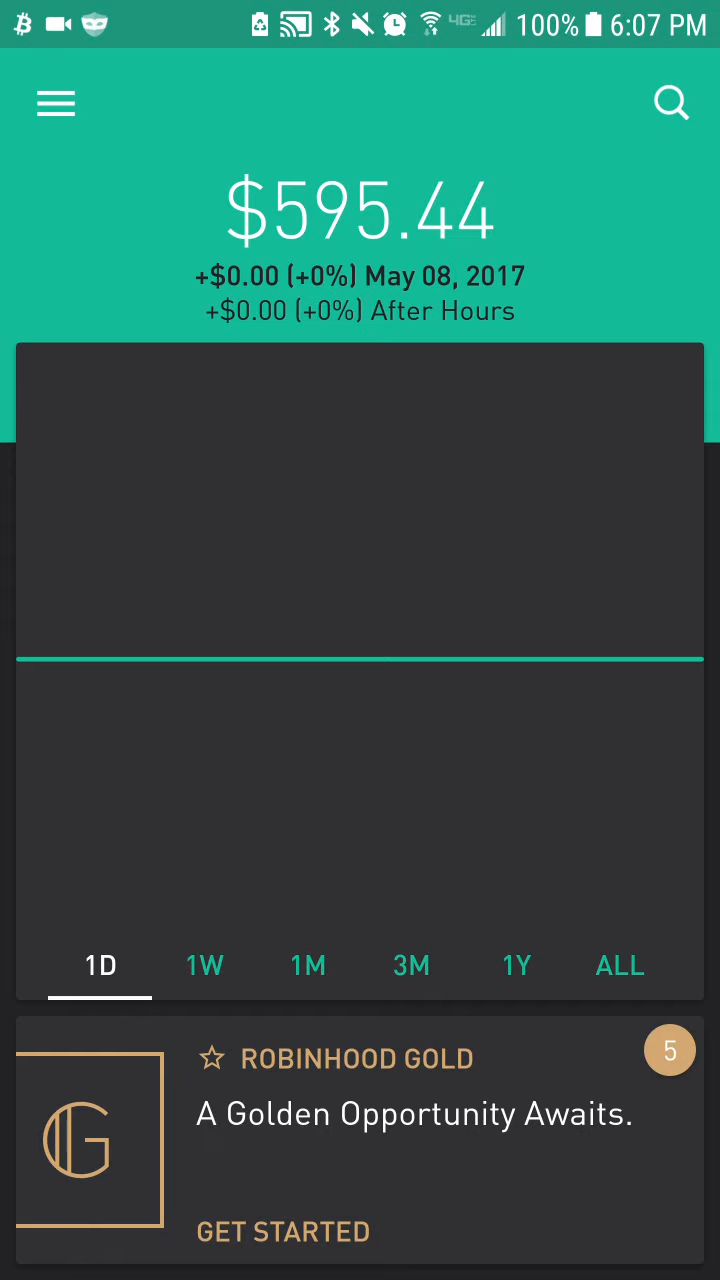 4G 100% 6:07 PM
$595.44
+$0.00 (+0%) May 08, 2017
+$0.00 (+0%) After Hours
1D 1W 1M 3M 1Y ALL
ROBINHOOD GOLD 5
A Golden Opportunity Awaits.
G
GET STARTED